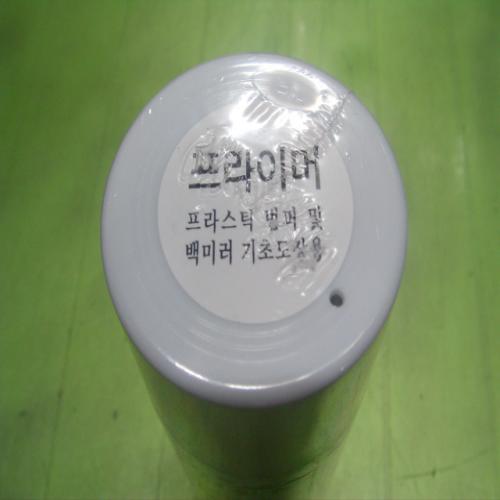 프라이머
프라스틱 범퍼 및
백미러 기초도장용